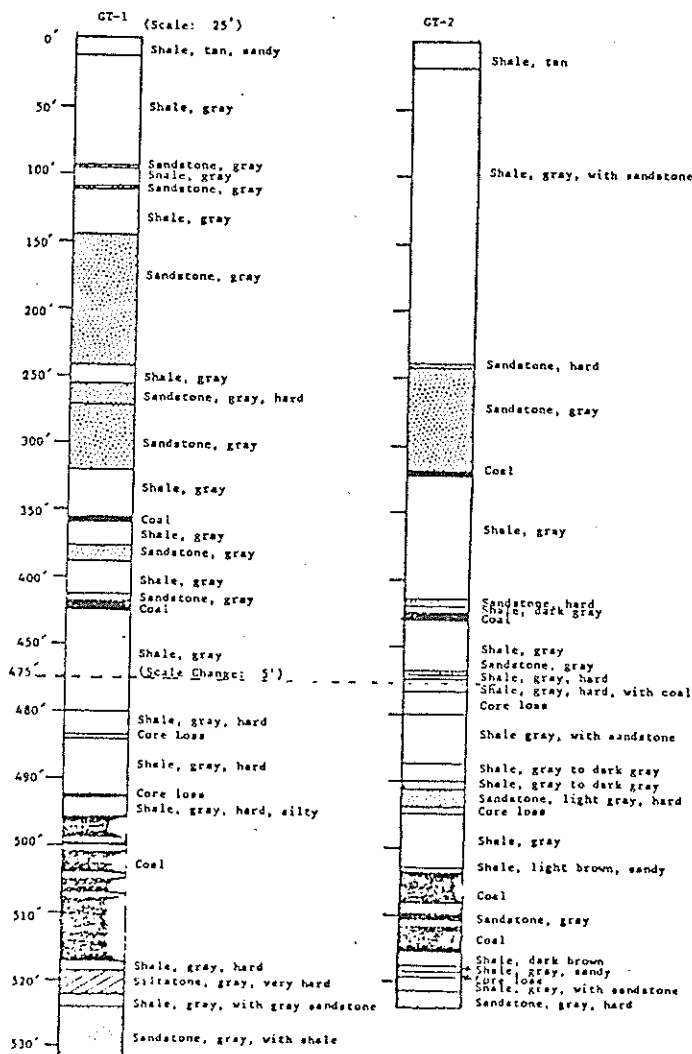 GT-1 (Scale: 25')
0'
Shale, tan, sandy
50'
Shale, gray
Sandstone, gray
100'
Shale, gray
Sandstone, gray
Shale, gray
150'
Sandstone, gray
200'
250'
Shale, gray
Sandstone, gray, hard
300'
Sandstone, gray
Shale, gray
350'
Coal
Shale, gray
Sandstone, gray
400'
Shale, gray
Sandstone, gray
Coal
450'
Shale, gray
475'
(Scale Change: 5')
480'
Shale, gray, hard
Core Loss
Shale, gray, hard
490'
Core loss
Shale, gray, hard, silty
500'
Coal
510'
Shale, gray, hard
520'
Siltstone, gray, very hard
Shale, gray, with gray sandstone
Sandstone, gray, with shale
530'
GT-2
Shale, tan
Shale, gray, with sandstone
Sandstone, hard
Sandstone, gray
Coal
Shale, gray
Sandstone, hard
Shale, dark gray
Coal
Shale, gray
Sandstone, gray
Shale, gray, hard
Shale, gray, hard, with coal
Core loss
Shale gray, with sandstone
Shale, gray to dark gray
Shale, gray to dark gray
Sandstone, light gray, hard
Core loss
Shale, gray
Shale, light brown, sandy
Coal
Sandstone, gray
Coal
Shale, dark brown
Shale, gray, sandy
Core loss
Shale, gray, with sandstone
Sandstone, gray, hard